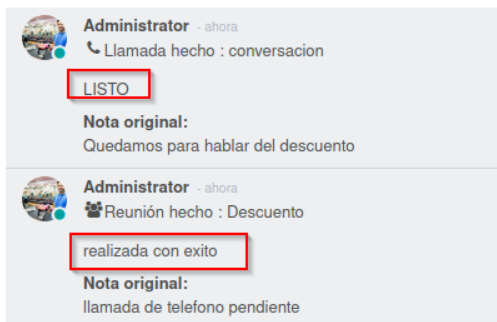 Administrator - ahora
Llamada hecho : conversacion
LISTO
Nota original:
Quedamos para hablar del descuento
Administrator - ahora
Reunión hecho : Descuento
realizada con exito
Nota original:
llamada de telefono pendiente